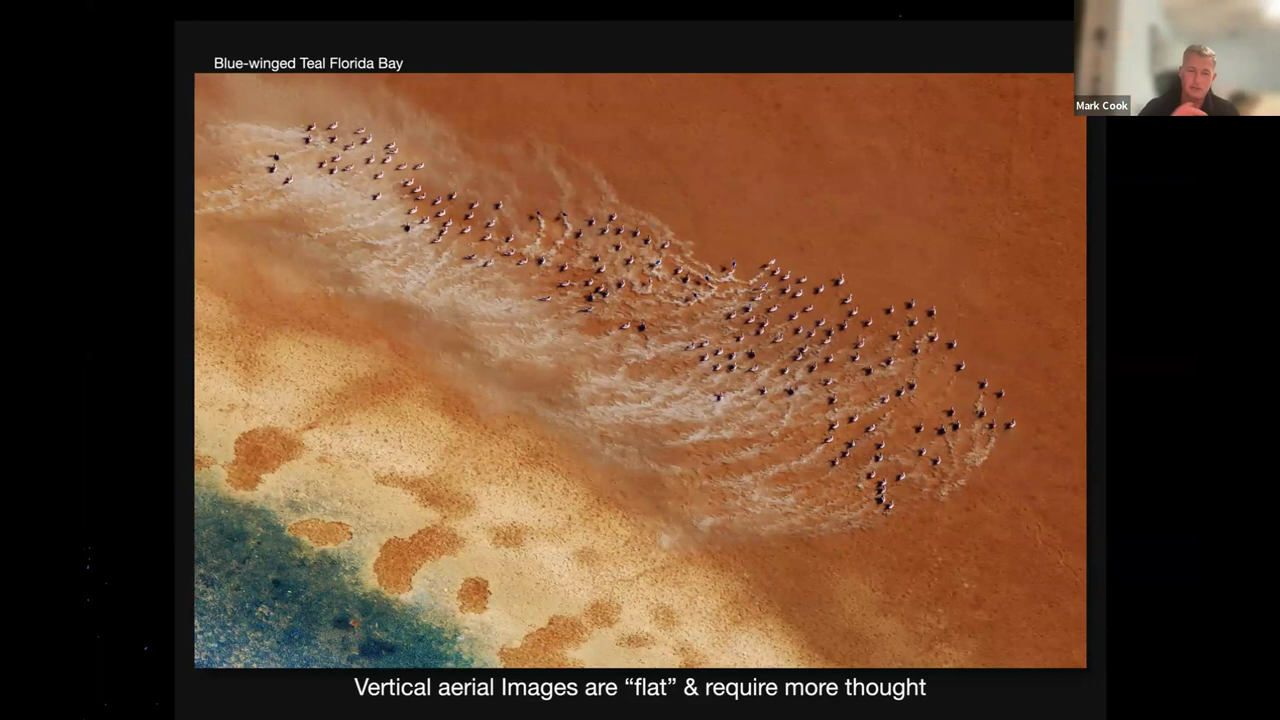 Blue-winged Teal Florida Bay
Mark Cook
Vertical aerial Images are “flat” & require more thought